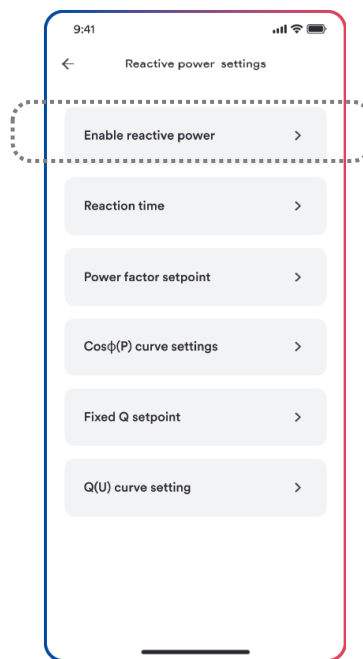 9:41
Reactive power settings
Enable reactive power
Reaction time
Power factor setpoint
Cosϕ(P) curve settings
Fixed Q setpoint
Q(U) curve setting